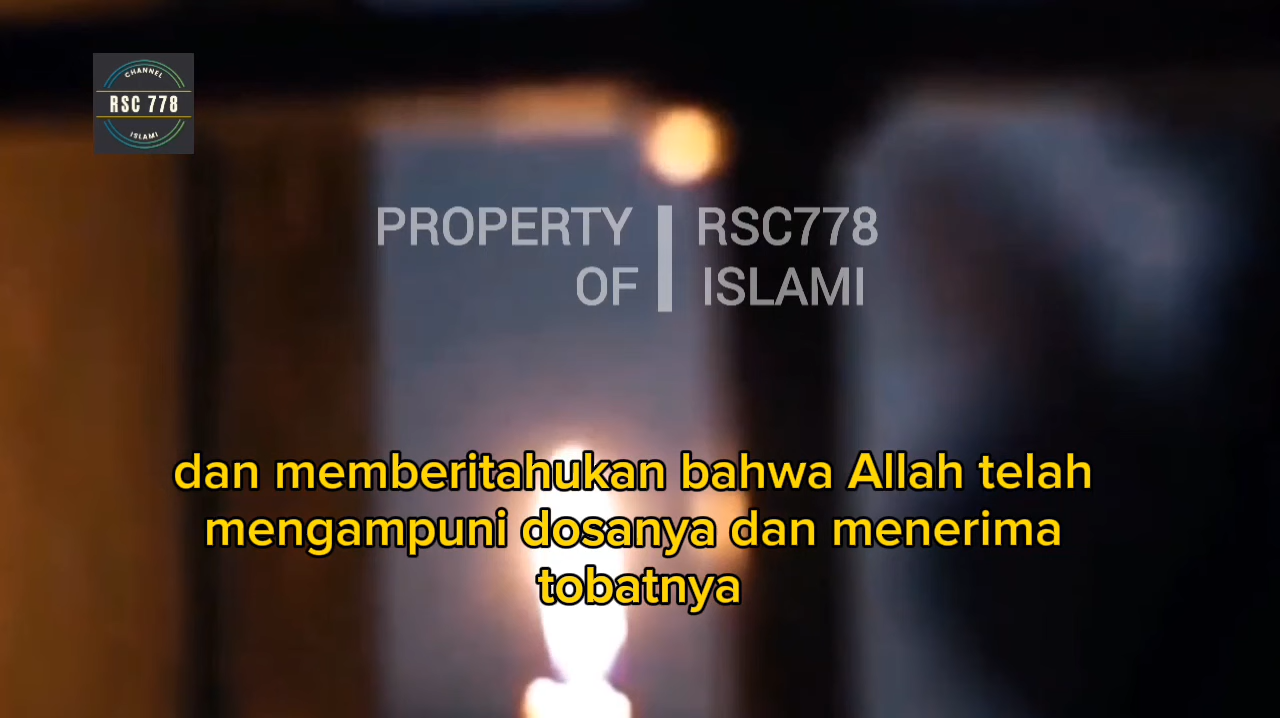 CHANNEL
RSC 778
ISLAMI
PROPERTY RSC778
OF ISLAMI
dan memberitahukan bahwa Allah telah
mengampuni dosanya dan menerima
tobatnya